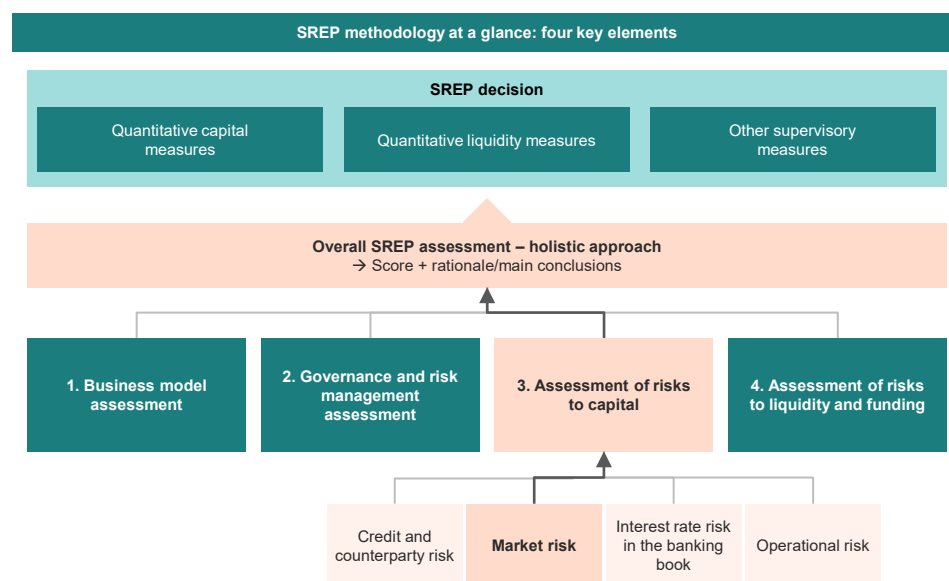 SREP methodology at a glance: four key elements
SREP decision
Quantitative capital
measures
Quantitative liquidity measures
Other supervisory
measures
Overall SREP assessment – holistic approach
→ Score + rationale/main conclusions
1. Business model
assessment
2. Governance and risk
management
assessment
3. Assessment of risks
to capital
4. Assessment of risks
to liquidity and funding
Credit and
counterparty risk
Market risk
Interest rate risk
in the banking
book
Operational risk